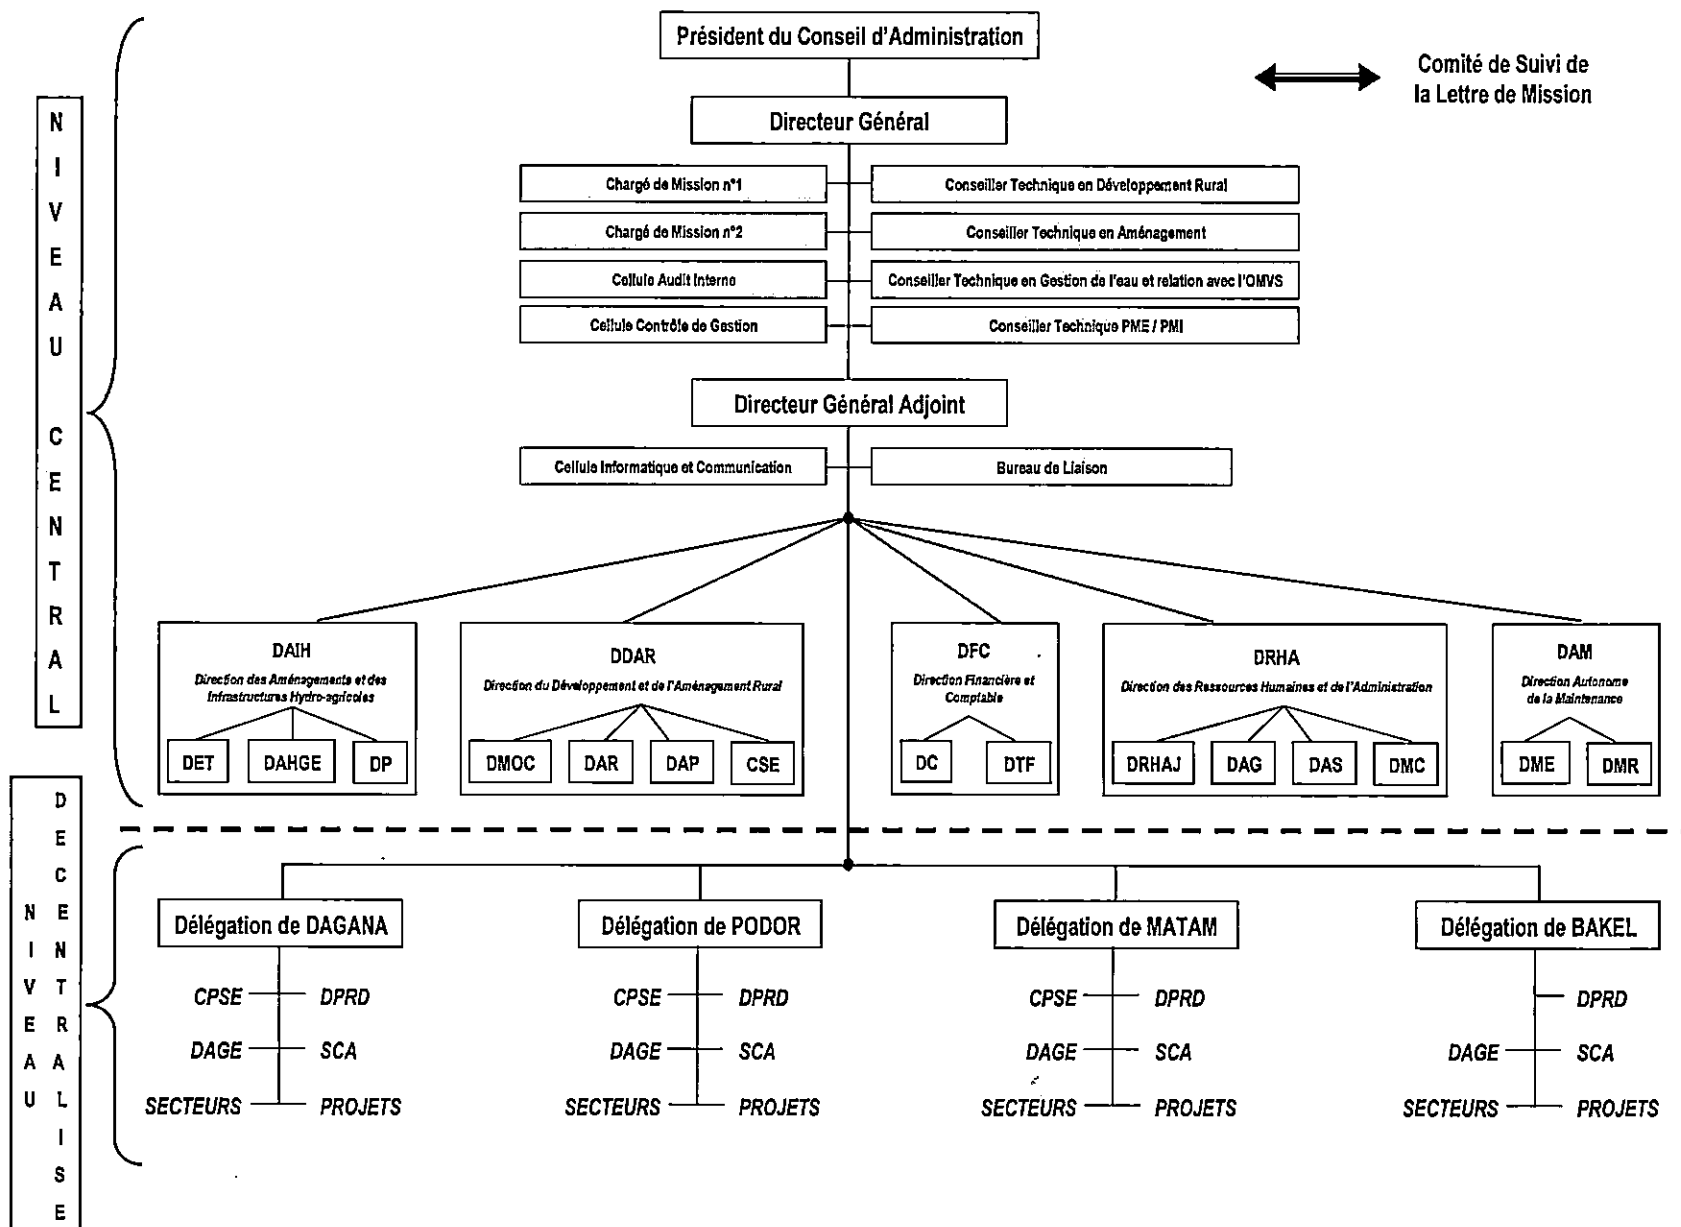 Président du Conseil d'Administration
Comité de Suivi de
la Lettre de Mission
NIVEAU CENTRAL
Directeur Général
Chargé de Mission n°1
Conseiller Technique en Développement Rural
Chargé de Mission n°2
Conseiller Technique en Aménagement
Cellule Audit Interne
Conseiller Technique en Gestion de l'eau et relation avec l'OMVS
Cellule Contrôle de Gestion
Conseiller Technique PME / PMI
Directeur Général Adjoint
Cellule Informatique et Communication
Bureau de Liaison
DAIH
Direction des Aménagements et des
Infrastructures Hydro-agricoles
DET DAHGE DP
DDAR
Direction du Développement et de l'Aménagement Rural
DMOC DAR DAP CSE
DFC
Direction Financière et
Comptable
DC DTF
DRHA
Direction des Ressources Humaines et de l'Administration
DRHAJ DAG DAS DMC
DAM
Direction Autonome
de la Maintenance
DME DMR
NIVEAU
DECENTRALISE
Délégation de DAGANA
CPSE DPRD
DAGE SCA
SECTEURS PROJETS
Délégation de PODOR
CPSE DPRD
DAGE SCA
SECTEURS PROJETS
Délégation de MATAM
CPSE DPRD
DAGE SCA
SECTEURS PROJETS
Délégation de BAKEL
DPRD
DAGE SCA
SECTEURS PROJETS